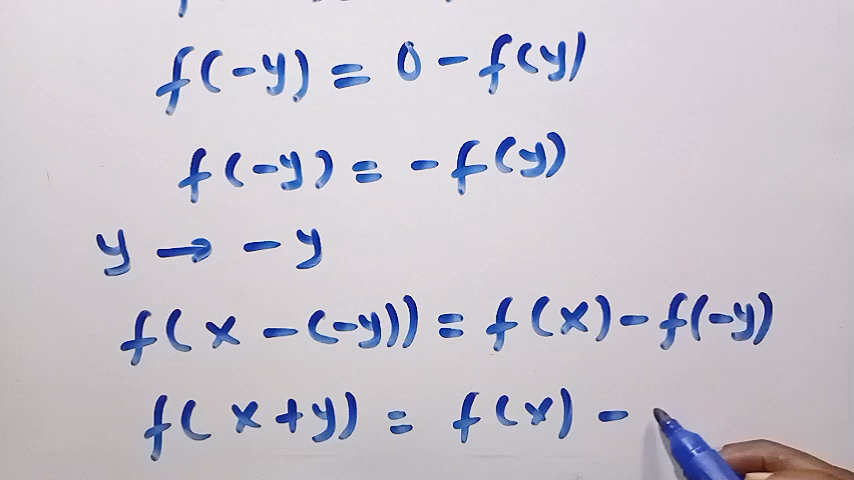 f(-y) = 0 - f(y)
f(-y) = -f(y)
y → -y
f(x - (-y)) = f(x) - f(-y)
f(x+y) = f(x) -